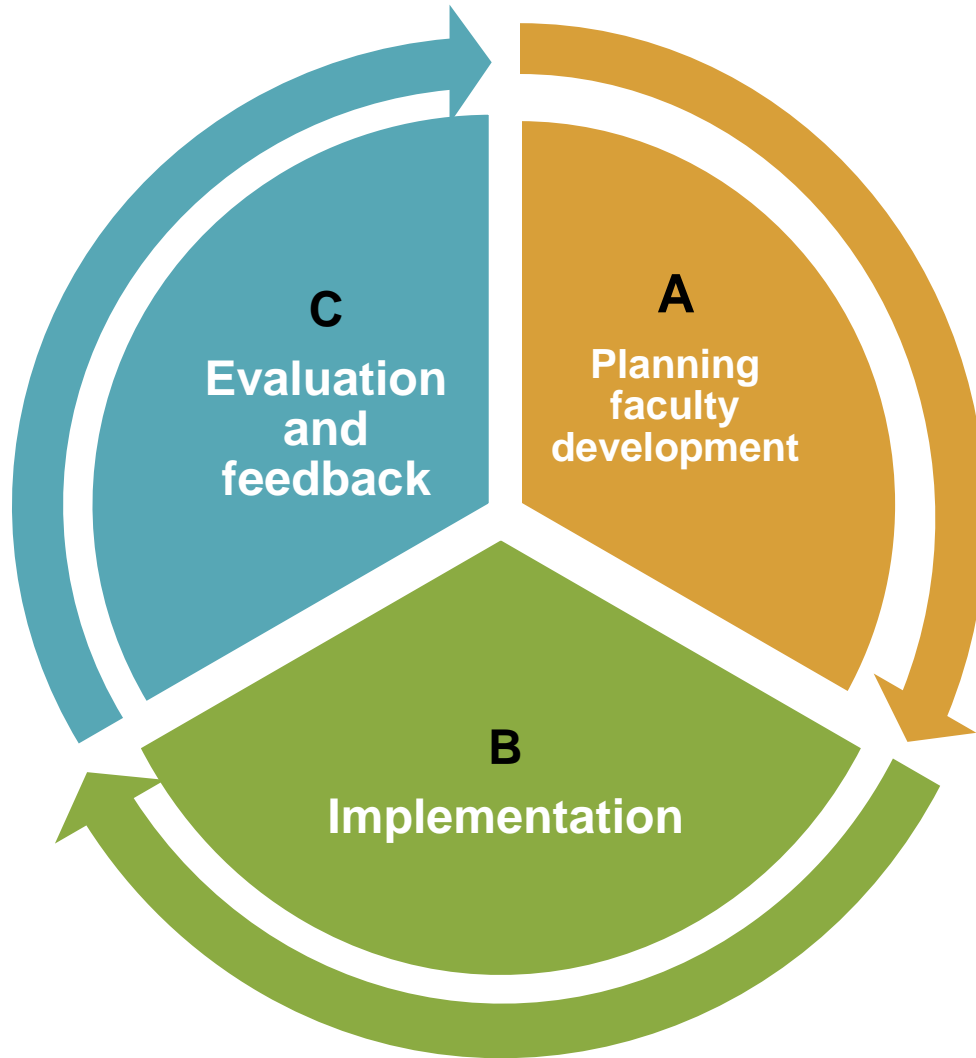 A
Planning
faculty
development
B
Implementation
C
Evaluation
and
feedback